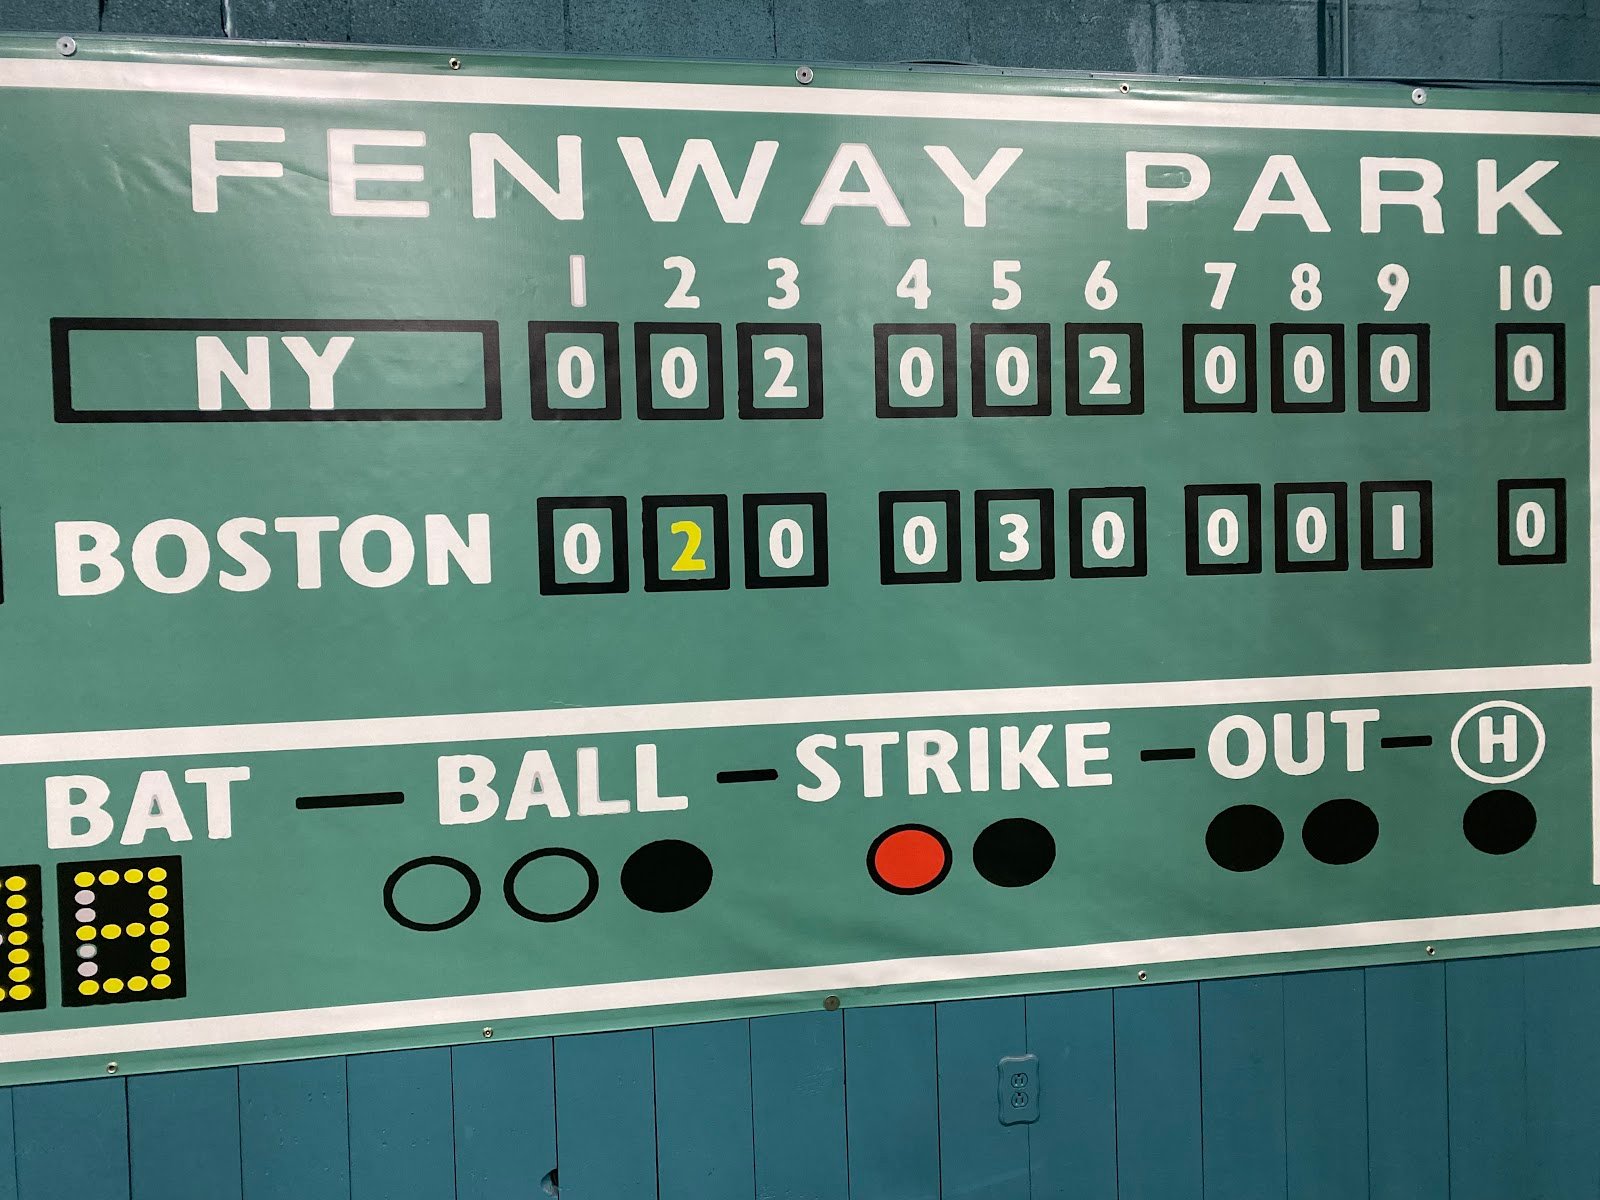 FENWAY PARK
1 2 3 4 5 6 7 8 9 10
NY 0 0 2 0 0 2 0 0 0 0
BOSTON 0 2 0 0 3 0 0 0 1 0
BAT - BALL - STRIKE - OUT - H